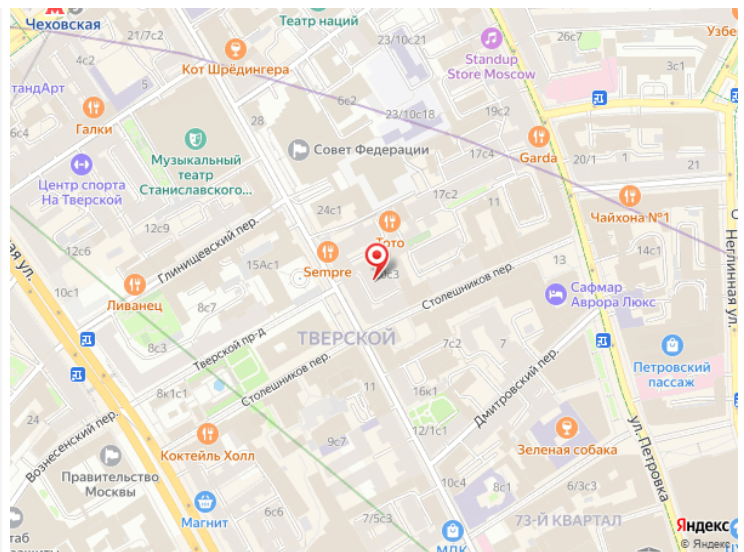 Чеховская
Театр наций
21/7с2
23/10с21
26с7
3с1
4с2
Кот Шрёдингера
Standup
Store Moscow
5
6с2
23/10с18
19с2
6с4
Галки
28
21
Музыкальный
театр
Станиславского...
Совет Федерации
17с4
Garda
20/1
1
Центр спорта
На Тверской
17с2
24с1
11
Чайхона №1
12с9
Тото
12с6
Глинищевский пер.
15Ас1
Sempre
13
14с1
Неглинная ул.
10с1
Ливанец
8с7
Столешников пер.
Сафмар
Аврора Люкс
ТВЕРСКОЙ
7с2
7
8с3
Тверской пр-д
Петровский
пассаж
8к1с1
Столешников пер.
11
16к1
Дмитровский пер.
24
Вознесенский пер.
12/1с1
ул. Петровка
9с7
Коктейль Холл
Зеленая собака
Правительство
Москвы
10с4
8с1
6/3с3
6с6
Магнит
7/5с3
73-Й КВАРТАЛ
МДК
Яндекс
© Яндекс